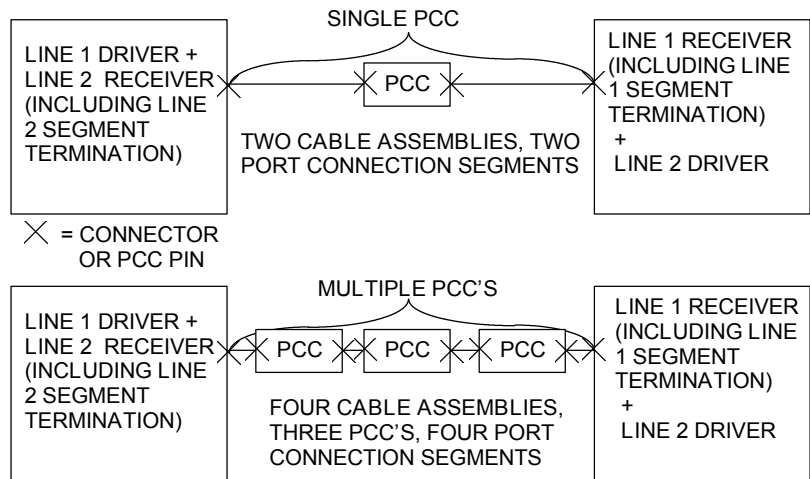 SINGLE PCC
LINE 1 DRIVER +
LINE 2 RECEIVER
(INCLUDING LINE
2 SEGMENT
TERMINATION)
PCC
TWO CABLE ASSEMBLIES, TWO
PORT CONNECTION SEGMENTS
LINE 1 RECEIVER
(INCLUDING LINE
1 SEGMENT
TERMINATION)
+
LINE 2 DRIVER
= CONNECTOR
OR PCC PIN
MULTIPLE PCC'S
LINE 1 DRIVER +
LINE 2 RECEIVER
(INCLUDING LINE
2 SEGMENT
TERMINATION)
PCC
PCC
PCC
FOUR CABLE ASSEMBLIES,
THREE PCC'S, FOUR PORT
CONNECTION SEGMENTS
LINE 1 RECEIVER
(INCLUDING LINE
1 SEGMENT
TERMINATION)
+
LINE 2 DRIVER